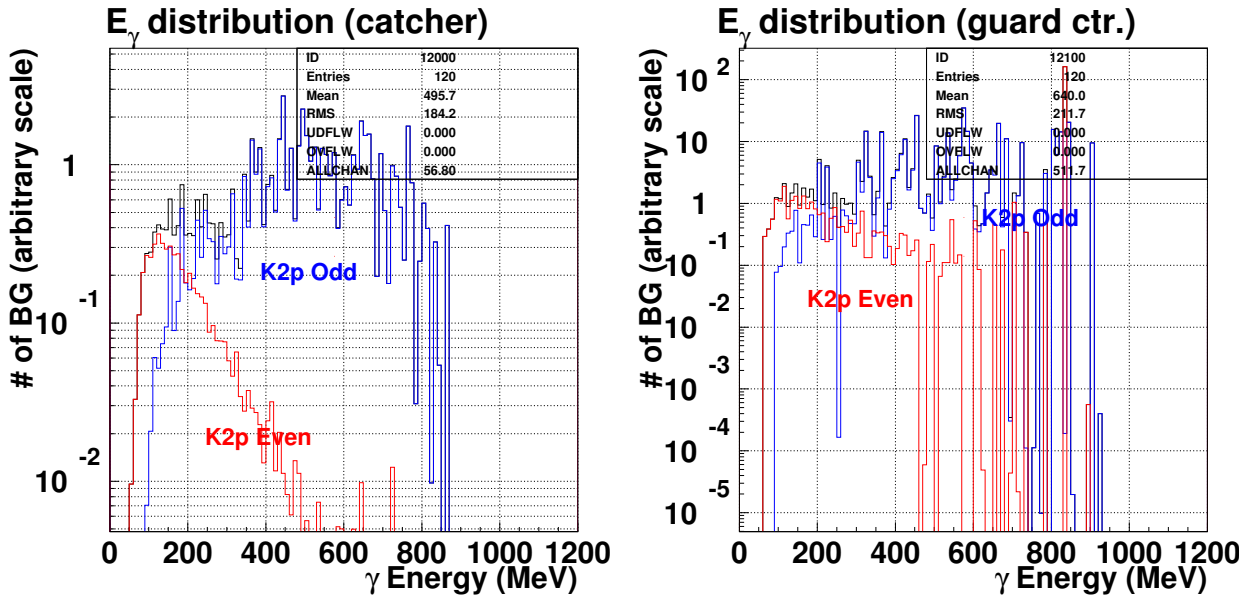 Eγ distribution (catcher)
# of BG (arbitrary scale)
ID 12000
Entries 120
Mean 495.7
RMS 184.2
UDFLW 0.000
OVFLW 0.000
ALLCHAN 56.80
1
10 -1
10 -2
K2p Odd
K2p Even
0 200 400 600 800 1000 1200
γ Energy (MeV)
Eγ distribution (guard ctr.)
# of BG (arbitrary scale)
ID 12100
Entries 120
Mean 640.0
RMS 211.7
UDFLW 0.000
OVFLW 0.000
ALLCHAN 511.7
10 2
10
1
10 -1
10 -2
10 -3
10 -4
10 -5
K2p Odd
K2p Even
0 200 400 600 800 1000 1200
γ Energy (MeV)